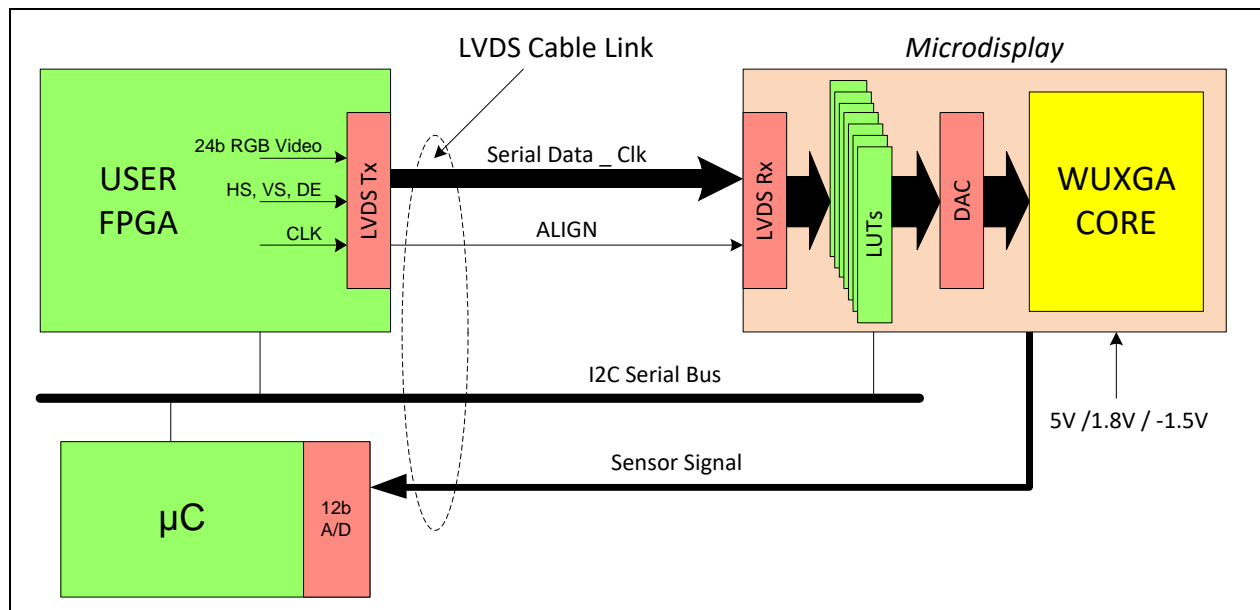 LVDS Cable Link
Microdisplay
USER
FPGA
24b RGB Video
HS, VS, DE
CLK
LVDS Tx
Serial Data _ Clk
ALIGN
LVDS Rx
LUTs
DAC
WUXGA
CORE
I2C Serial Bus
5V /1.8V / -1.5V
Sensor Signal
µC
12b
A/D